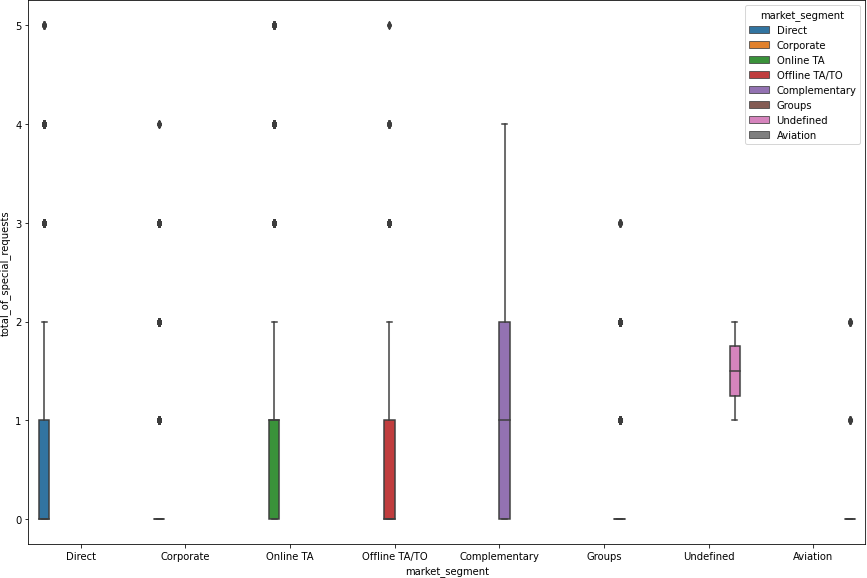 market_segment
Direct
Corporate
Online TA
Offline TA/TO
Complementary
Groups
Undefined
Aviation
total_of_special_requests
5
4
3
2
1
0
Direct Corporate Online TA Offline TA/TO Complementary Groups Undefined Aviation
market_segment